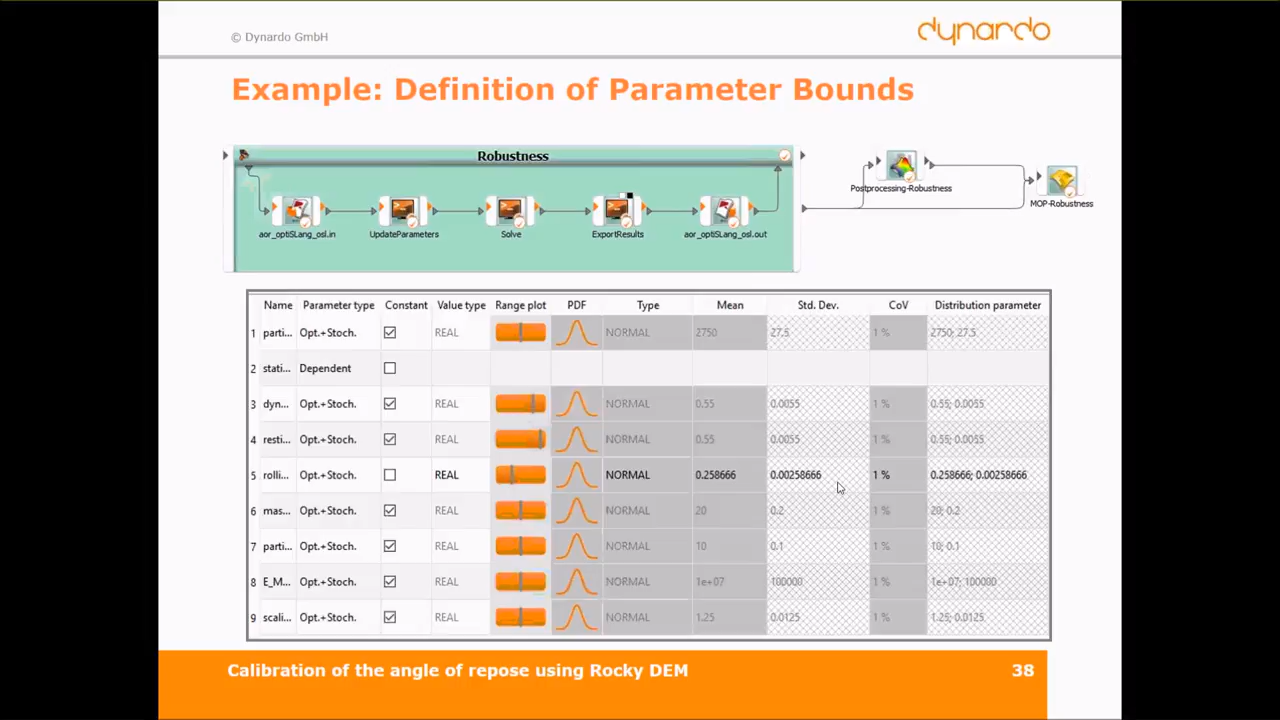 © Dynardo GmbH
dynardo
Example: Definition of Parameter Bounds
Robustness
aor_optiSLang_osl.in UpdateParameters Solve ExportResults aor_optiSLang_osl.out
Postprocessing-Robustness
MOP-Robustness
Name Parameter type Constant Value type Range plot PDF Type Mean Std. Dev. CoV Distribution parameter
1 parti... Opt.+Stoch. REAL NORMAL 2750 27.5 1 % 2750; 27.5
2 stati... Dependent
3 dyn... Opt.+Stoch. REAL NORMAL 0.55 0.0055 1 % 0.55; 0.0055
4 resti... Opt.+Stoch. REAL NORMAL 0.55 0.0055 1 % 0.55; 0.0055
5 rolli... Opt.+Stoch. REAL NORMAL 0.258666 0.00258666 1 % 0.258666; 0.00258666
6 mas... Opt.+Stoch. REAL NORMAL 20 0.2 1 % 20; 0.2
7 parti... Opt.+Stoch. REAL NORMAL 10 0.1 1 % 10; 0.1
8 E_M... Opt.+Stoch. REAL NORMAL 1e+07 100000 1 % 1e+07; 100000
9 scali... Opt.+Stoch. REAL NORMAL 1.25 0.0125 1 % 1.25; 0.0125
Calibration of the angle of repose using Rocky DEM 38